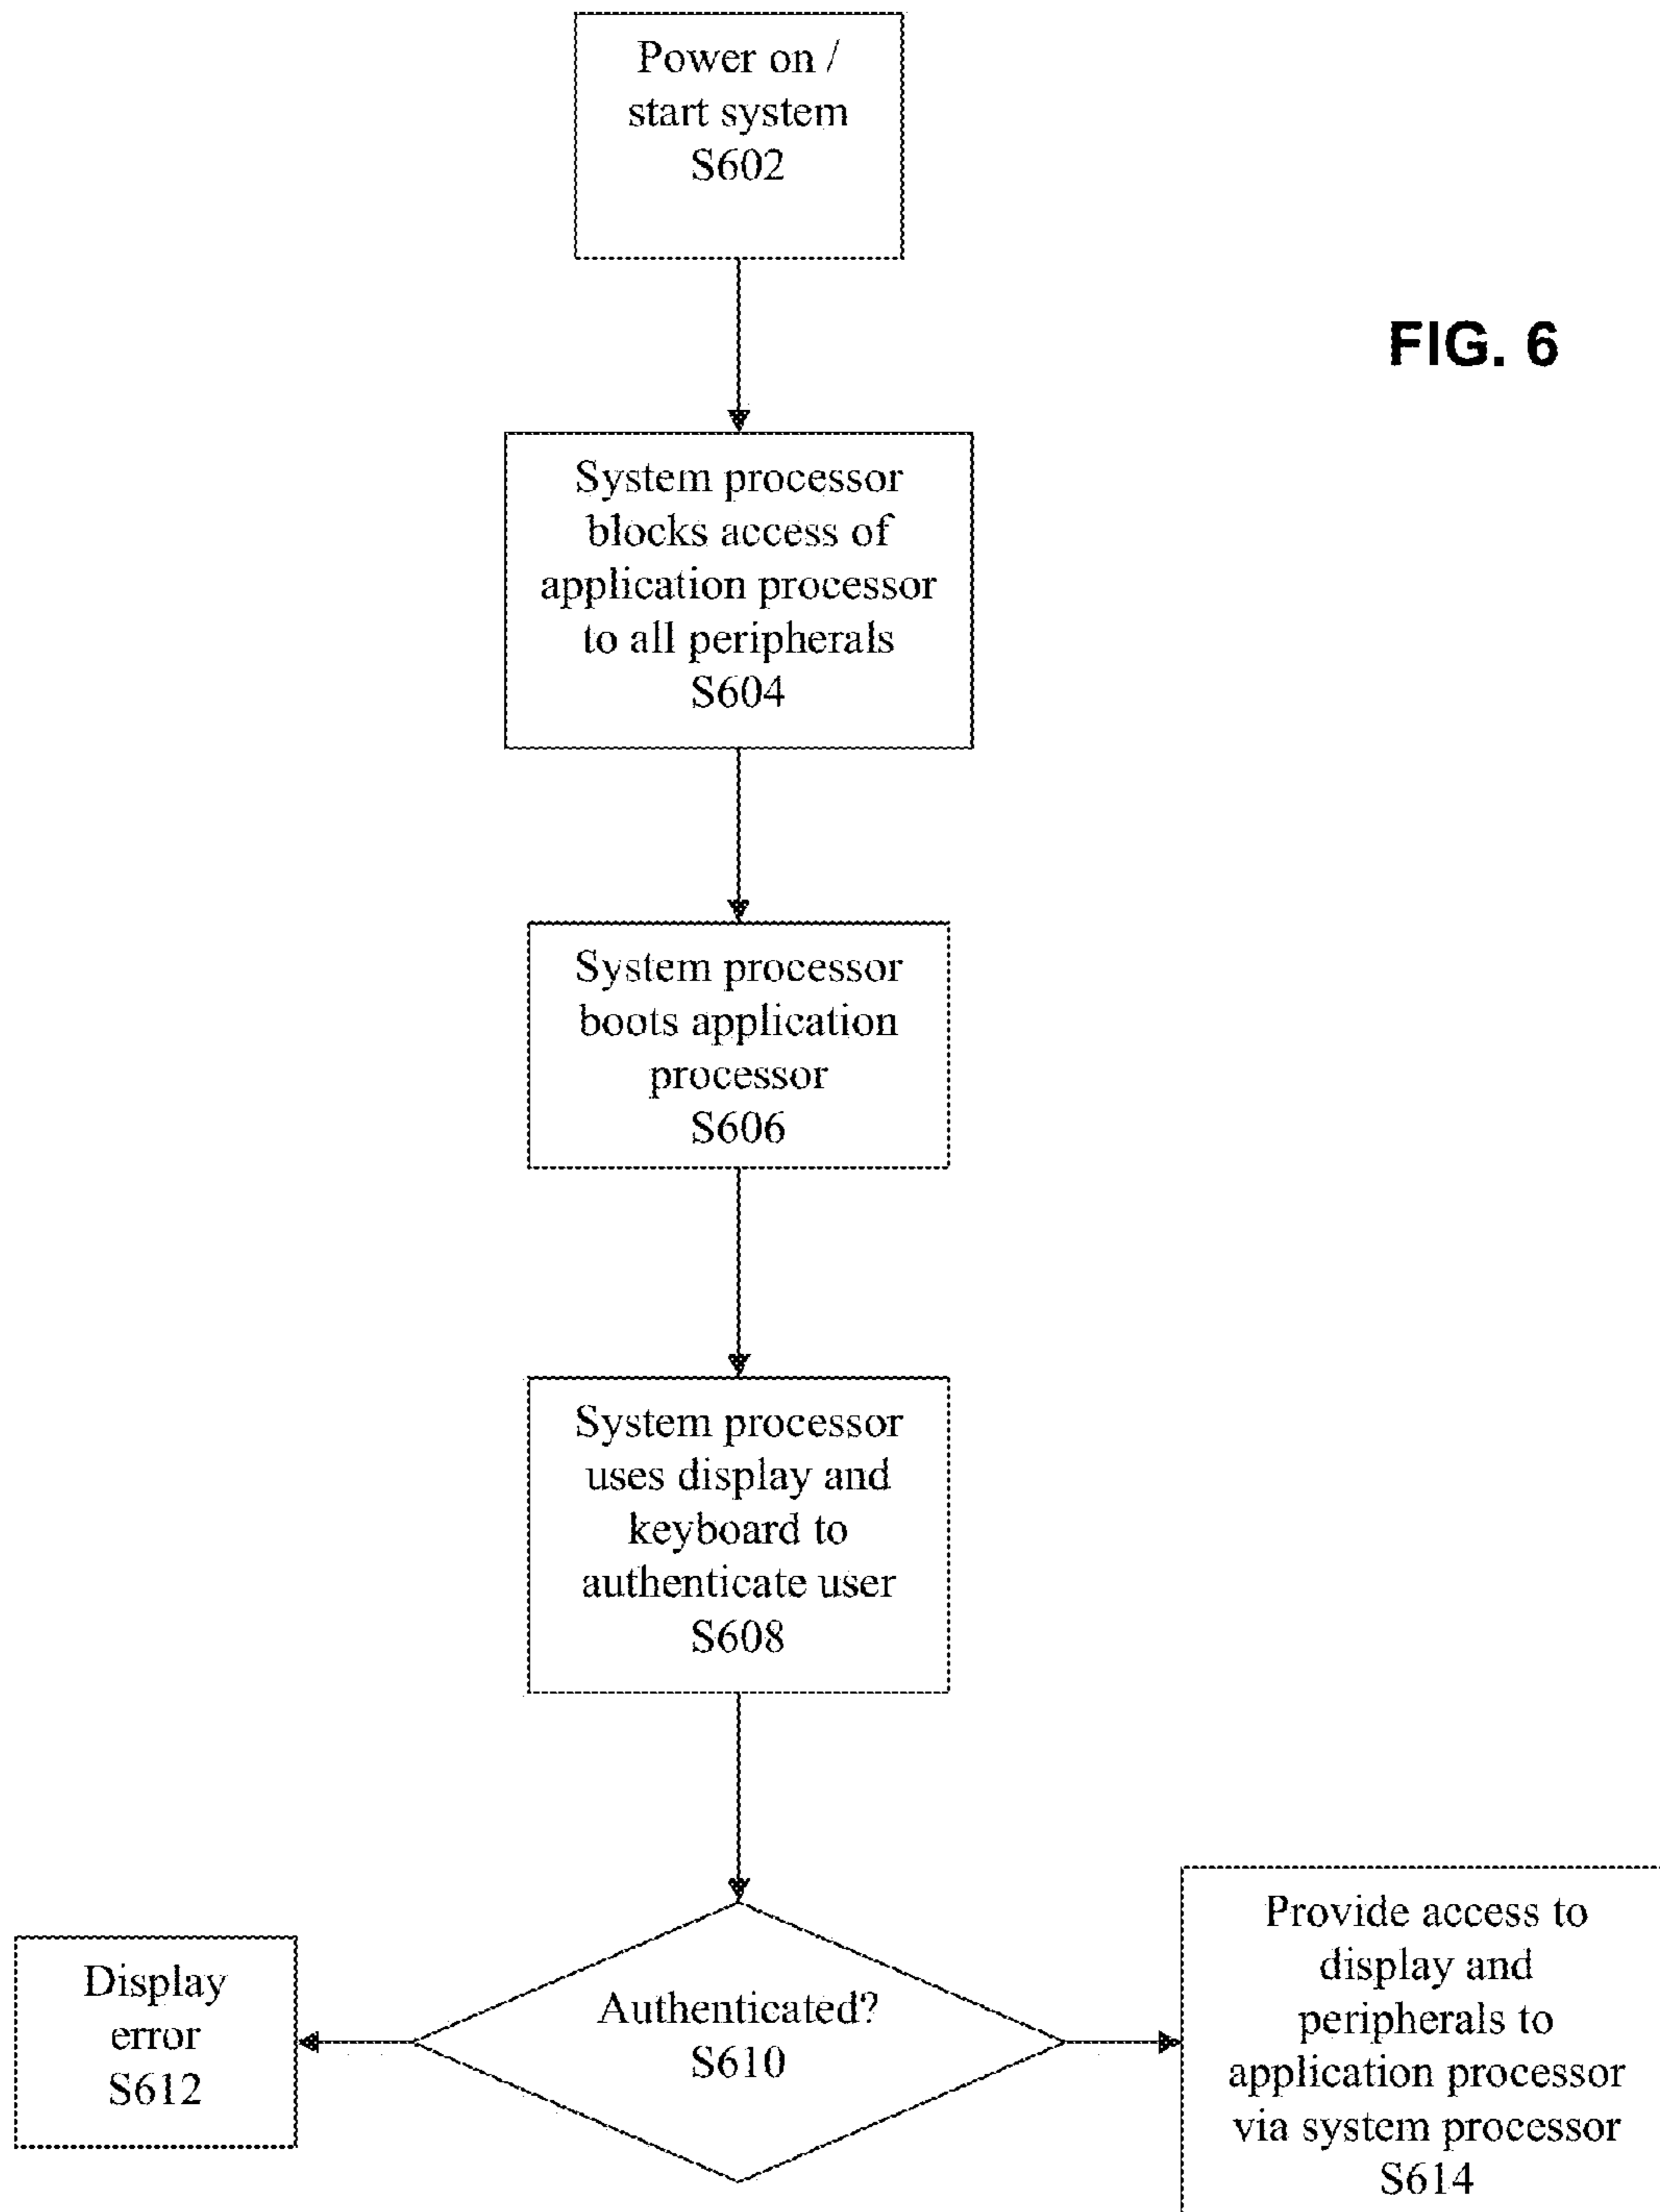 Power on /
start system
S602
FIG. 6
System processor
blocks access of
application processor
to all peripherals
S604
System processor
boots application
processor
S606
System processor
uses display and
keyboard to
authenticate user
S608
Display
error
S612
Authenticated?
S610
Provide access to
display and
peripherals to
application processor
via system processor
S614